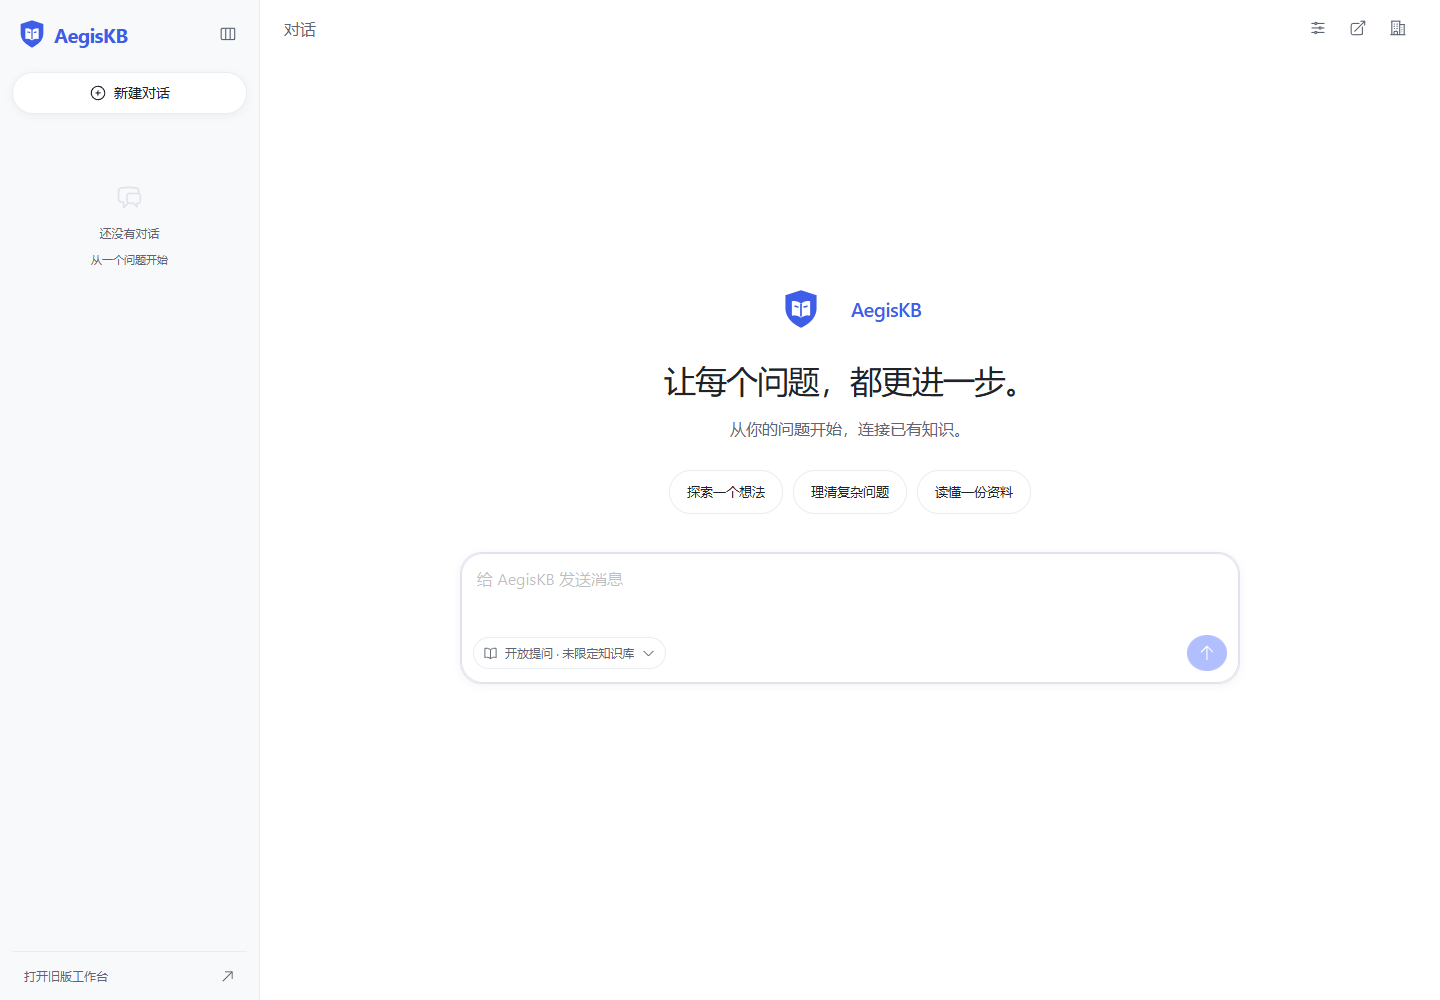 AegisKB
新建对话
还没有对话
从一个问题开始
打开旧版工作台
对话
AegisKB
让每个问题，都更进一步。
从你的问题开始，连接已有知识。
探索一个想法
理清复杂问题
读懂一份资料
给 AegisKB 发送消息
开放提问 · 未限定知识库